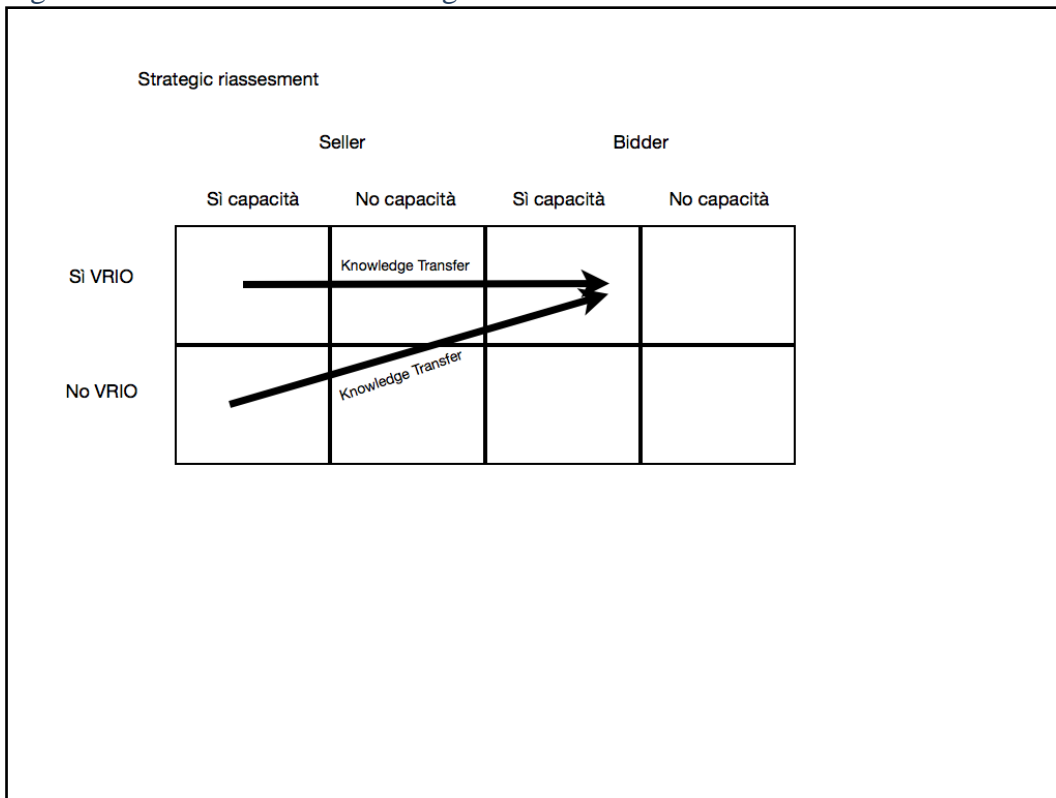 Strategic riassesment
Seller Bidder
Sì capacità No capacità Sì capacità No capacità
Sì VRIO
Knowledge Transfer
No VRIO
Knowledge Transfer